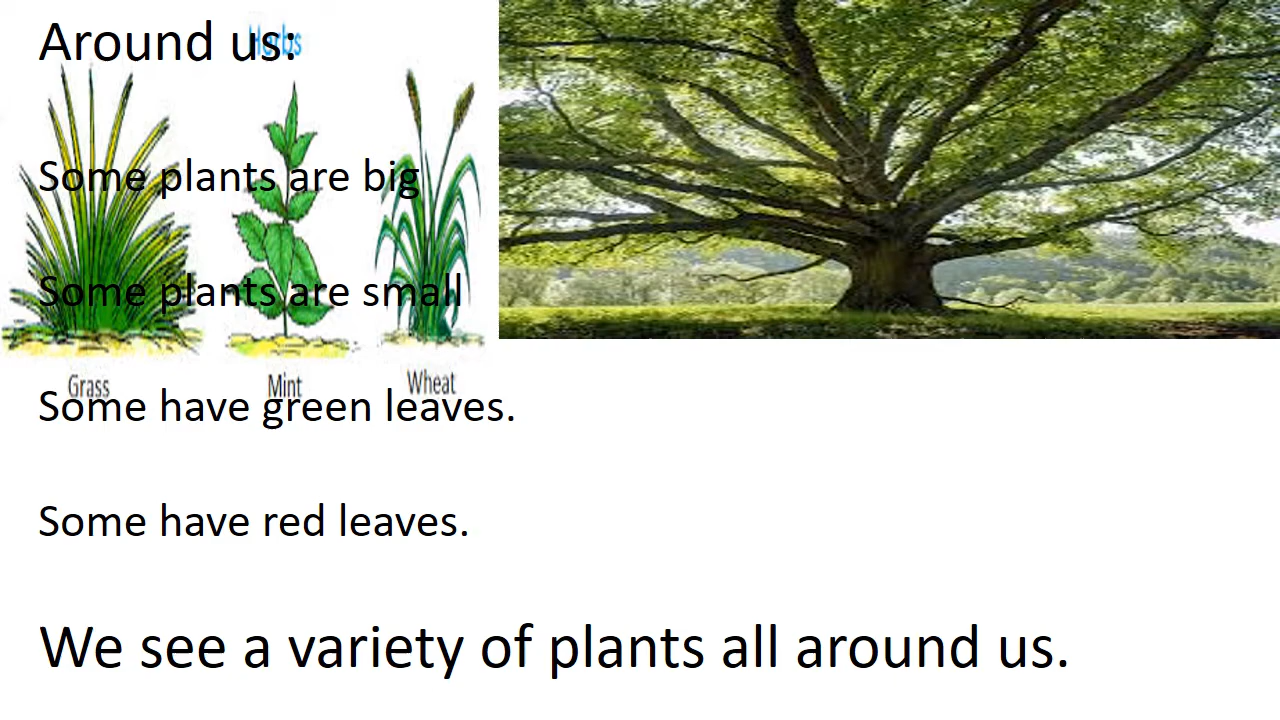 Around us:
Herbs
Some plants are big
Some plants are small
Grass Mint Wheat
Some have green leaves.
Some have red leaves.
We see a variety of plants all around us.